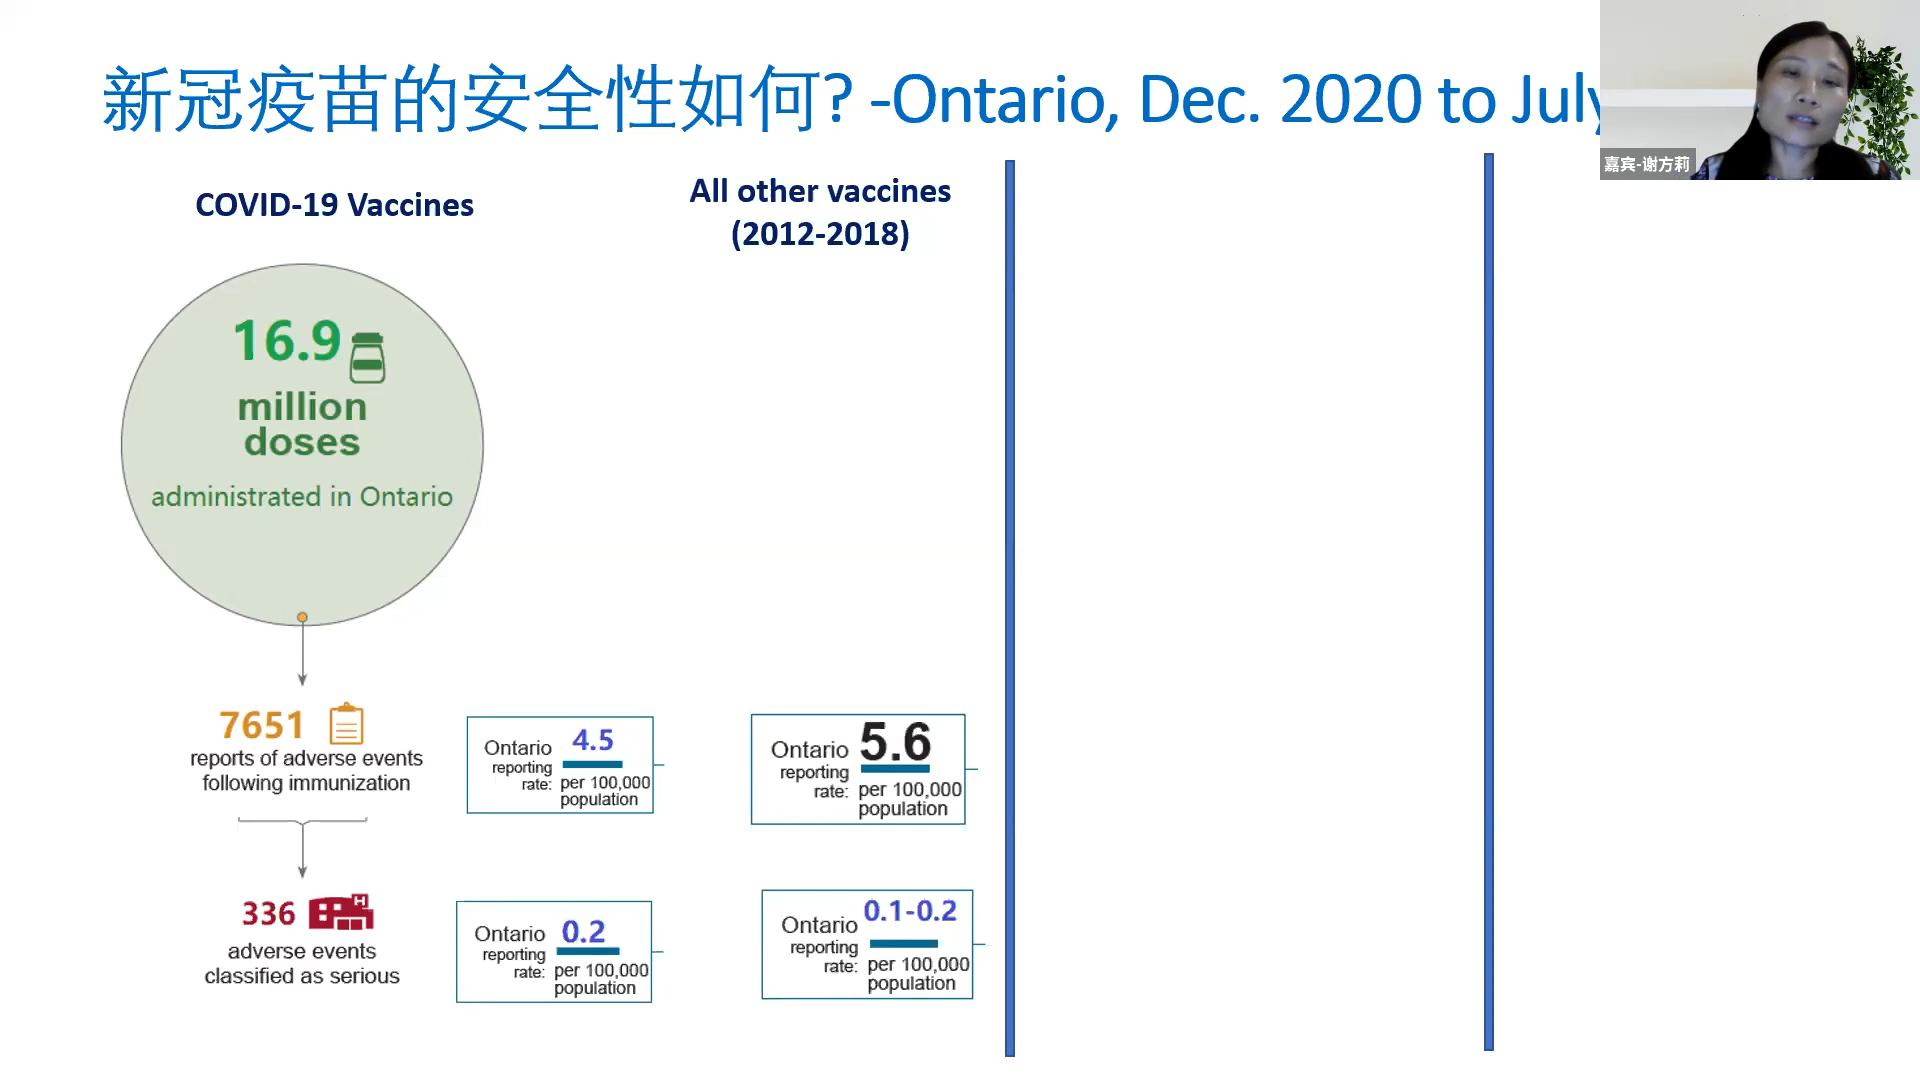 新冠疫苗的安全性如何? -Ontario, Dec. 2020 to July
嘉宾-谢方莉
COVID-19 Vaccines
All other vaccines
(2012-2018)
16.9
million
doses
administrated in Ontario
7651
reports of adverse events
following immunization
Ontario 4.5
reporting
rate: per 100,000
population
Ontario 5.6
reporting
rate: per 100,000
population
336
adverse events
classified as serious
Ontario 0.2
reporting
rate: per 100,000
population
Ontario 0.1-0.2
reporting
rate: per 100,000
population